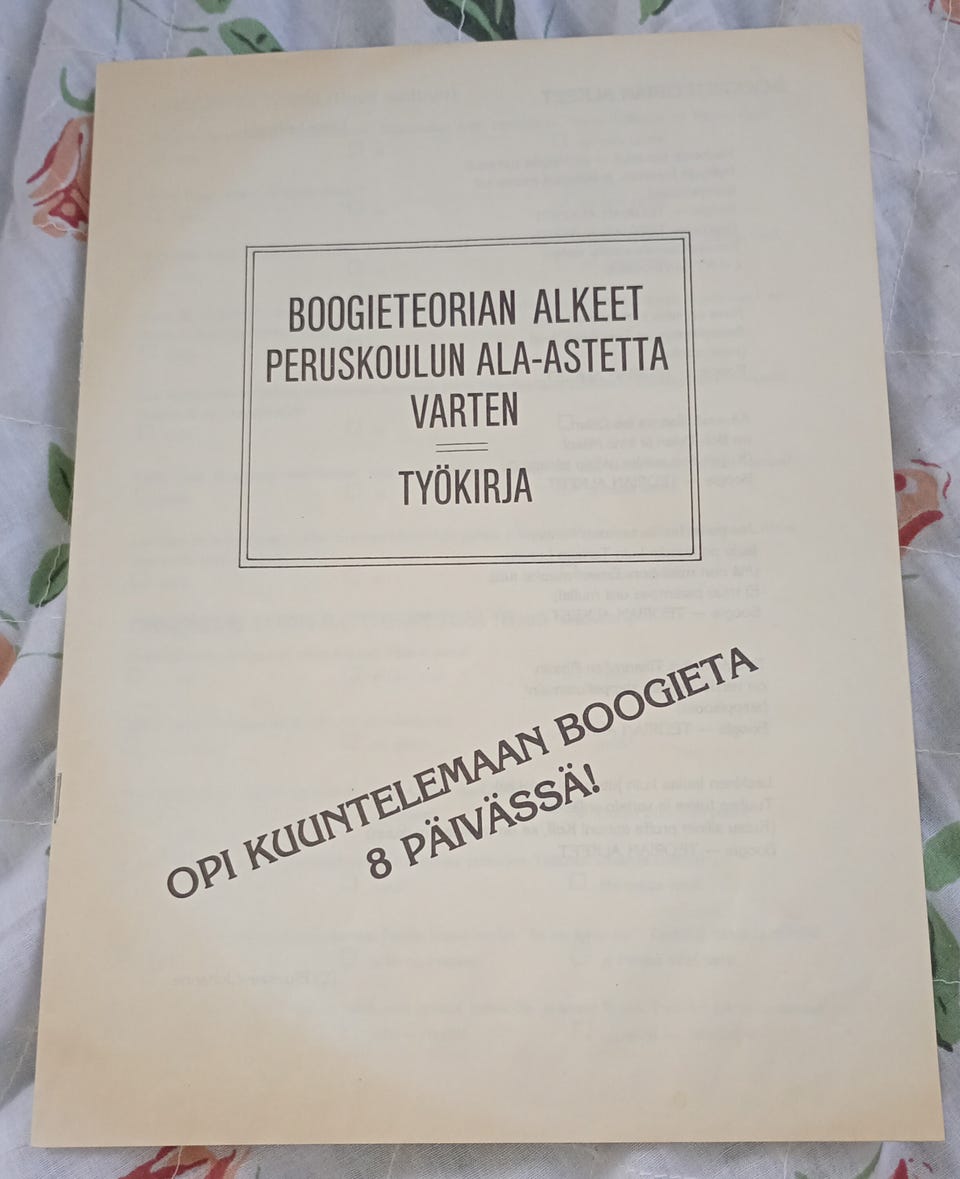 BOOGIETEORIAN ALKEET
PERUSKOULUN ALA-ASTETTA
VARTEN
TYÖKIRJA
OPI KUUNTELEMAAN BOOGIETA
8 PÄIVÄSSÄ!